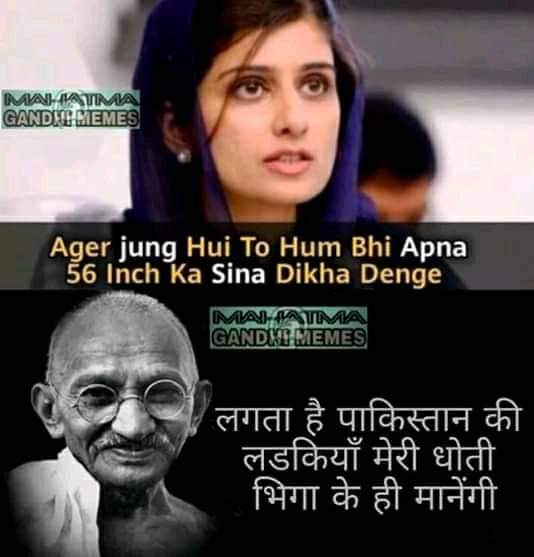 MAHATMA
GANDHI MEMES
Ager jung Hui To Hum Bhi Apna
56 Inch Ka Sina Dikha Denge
MAHATMA
GANDHI MEMES
लगता है पाकिस्तान की
लडकियाँ मेरी धोती
भिगा के ही मानेंगी